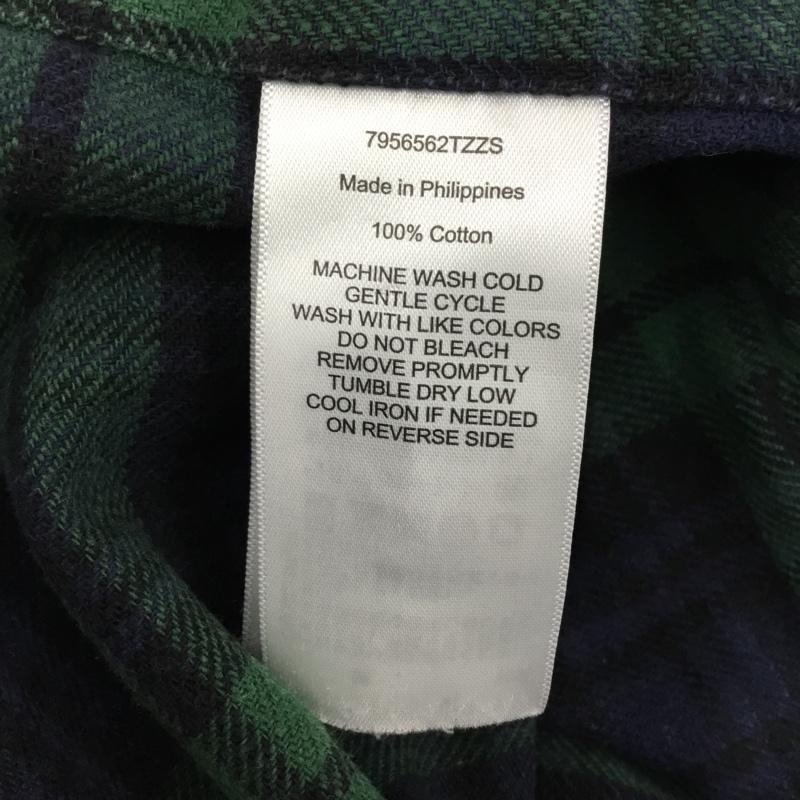 7956562TZZS
Made in Philippines
100% Cotton
MACHINE WASH COLD
GENTLE CYCLE
WASH WITH LIKE COLORS
DO NOT BLEACH
REMOVE PROMPTLY
TUMBLE DRY LOW
COOL IRON IF NEEDED
ON REVERSE SIDE